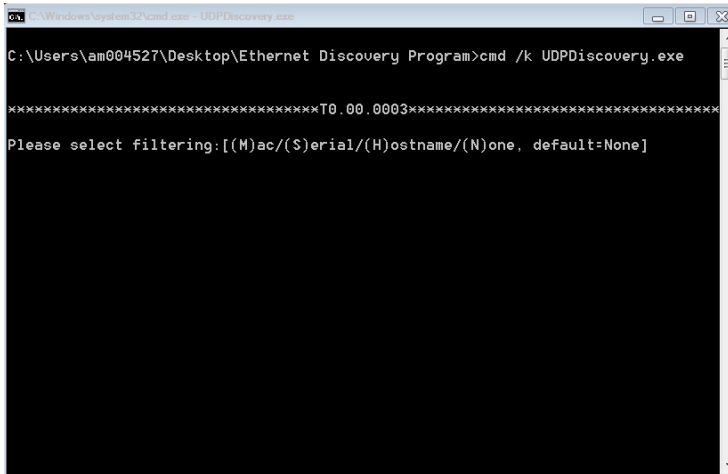 C:\Windows\system32\cmd.exe - UDPDiscovery.exe
C:\Users\am004527\Desktop\Ethernet Discovery Program>cmd /k UDPDiscovery.exe
***********************************T0.00.0003***********************************
Please select filtering:[(M)ac/(S)erial/(H)ostname/(N)one, default=None]